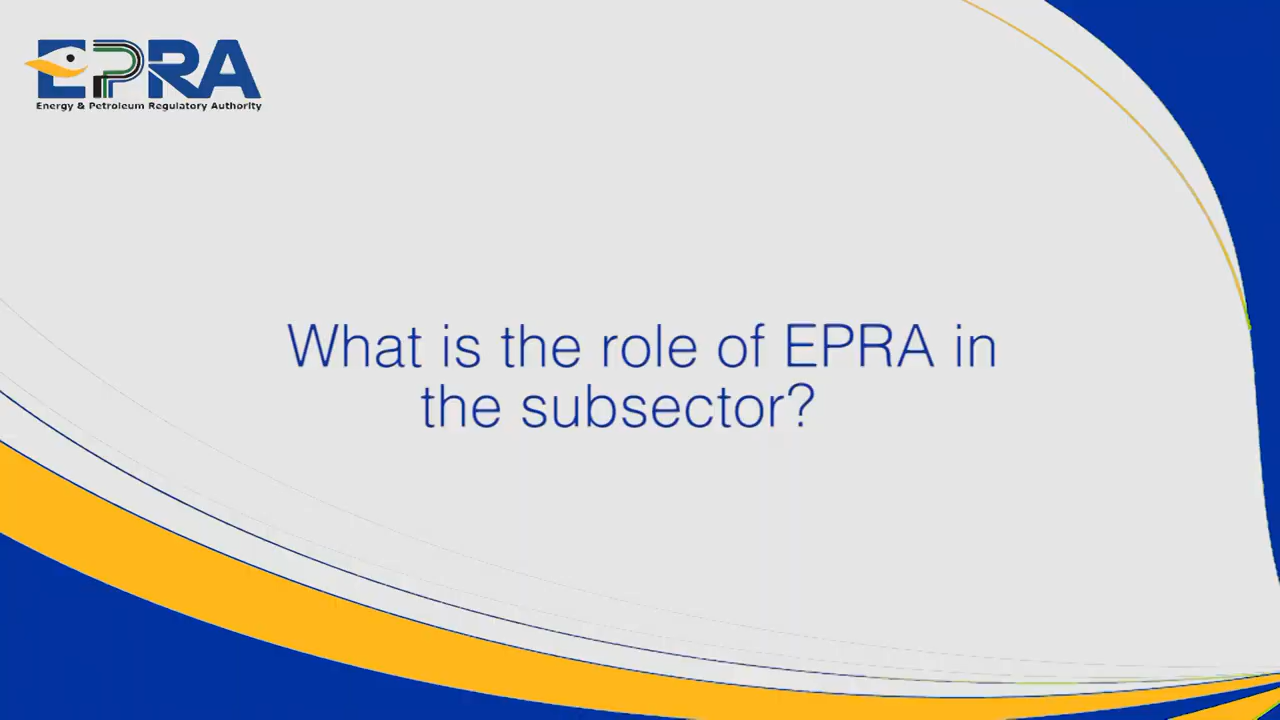 EPRA
Energy & Petroleum Regulatory Authority
What is the role of EPRA in
the subsector?